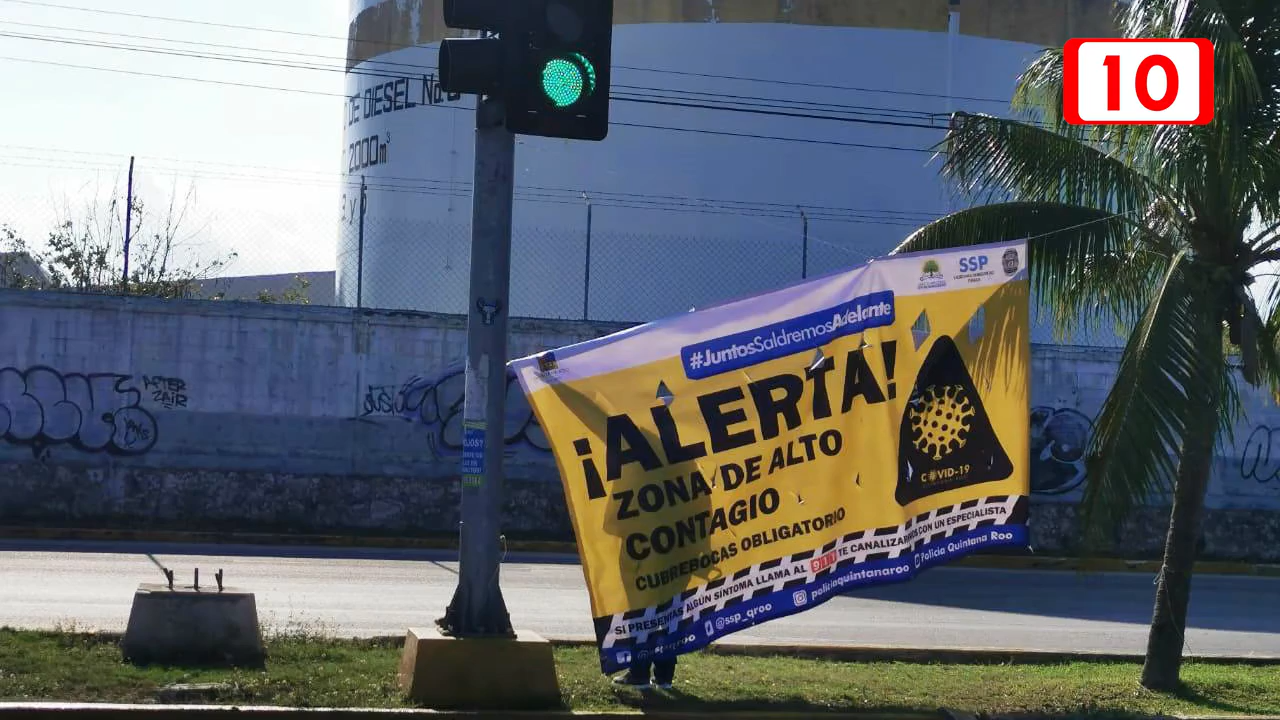 10
DE DIESEL No.
2000m³
#JuntosSaldremosAdelante
SSP
¡ALERTA!
ZONA DE ALTO
CONTAGIO
CUBREBOCAS OBLIGATORIO
COVID-19
SI PRESENTAS ALGÚN SÍNTOMA LLAMA AL 911 TE CANALIZAREMOS CON UN ESPECIALISTA
@ssp_qroo policiaquintanaroo Policía Quintana Roo
AFTER
ZAIR